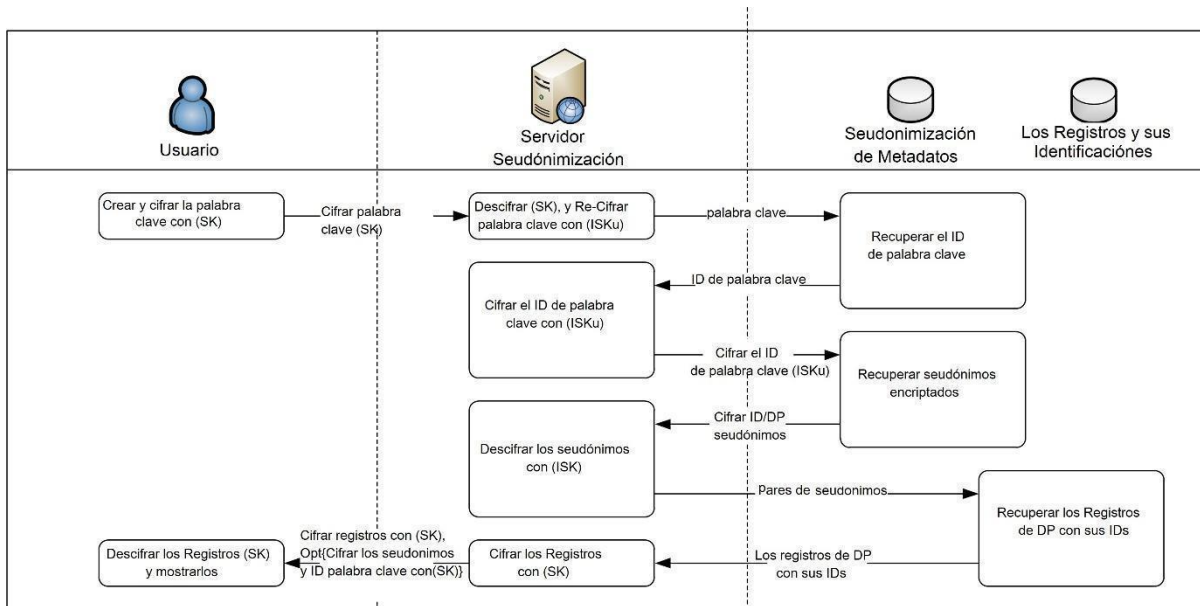 Usuario
Servidor
Seudónimización
Seudonimización
de Metadatos
Los Registros y sus
Identificaciónes
Crear y cifrar la palabra
clave con (SK)
Cifrar palabra
clave (SK)
Descifrar (SK), y Re-Cifrar
palabra clave con (ISKu)
palabra clave
Recuperar el ID
de palabra clave
ID de palabra clave
Cifrar el ID de palabra
clave con (ISKu)
Cifrar el ID
de palabra clave (ISKu)
Recuperar seudónimos
encriptados
Cifrar ID/DP
seudónimos
Descifrar los seudónimos
con (ISK)
Pares de seudonimos
Recuperar los Registros
de DP con sus IDs
Los registros de DP
con sus IDs
Cifrar los Registros
con (SK)
Cifrar registros con (SK),
Opt{Cifrar los seudonimos
y ID palabra clave con(SK)}
Descifrar los Registros (SK)
y mostrarlos